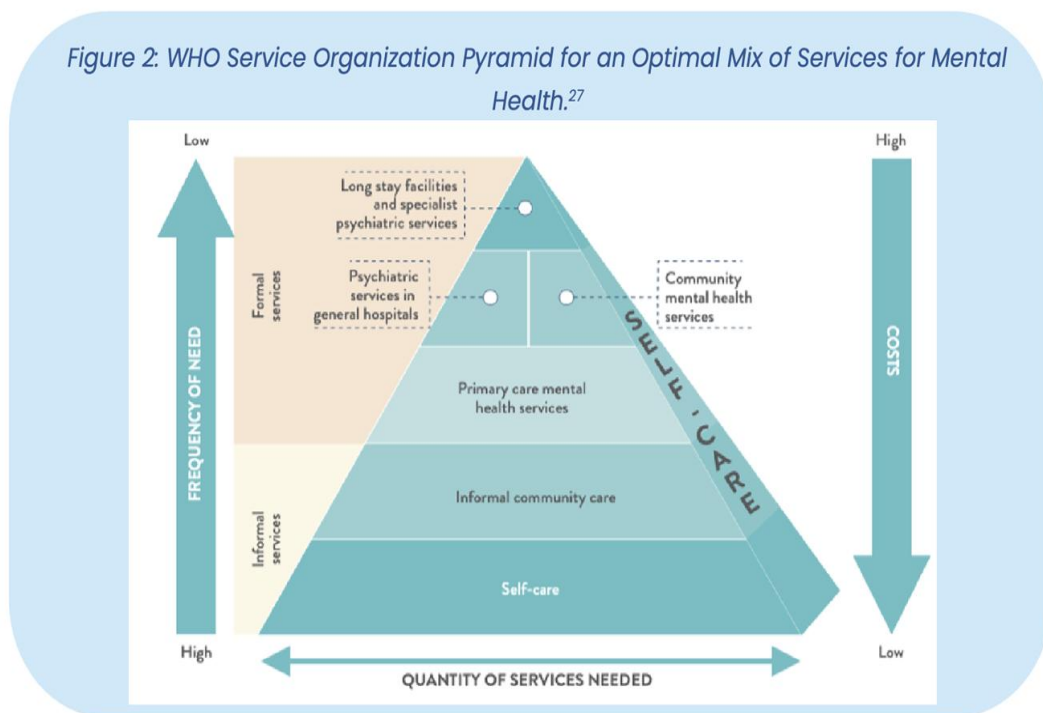 Figure 2: WHO Service Organization Pyramid for an Optimal Mix of Services for Mental
Health.27
Low
High
Long stay facilities
and specialist
psychiatric services
Psychiatric
services in
general hospitals
Community
mental health
services
Formal
services
FREQUENCY OF NEED
COSTS
SELF'CARE
Primary care mental
health services
Informal community care
Informal
services
Self-care
High
Low
QUANTITY OF SERVICES NEEDED